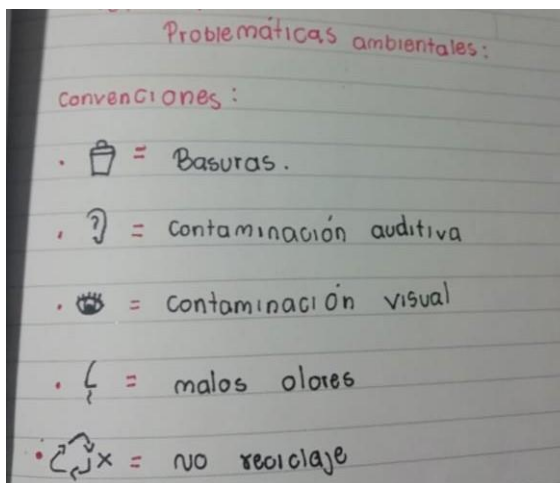 Problemáticas ambientales:
Convenciones:
. = Basuras.
. = contaminación auditiva
. = contaminación visual
. = malos olores
. x = no reciclaje